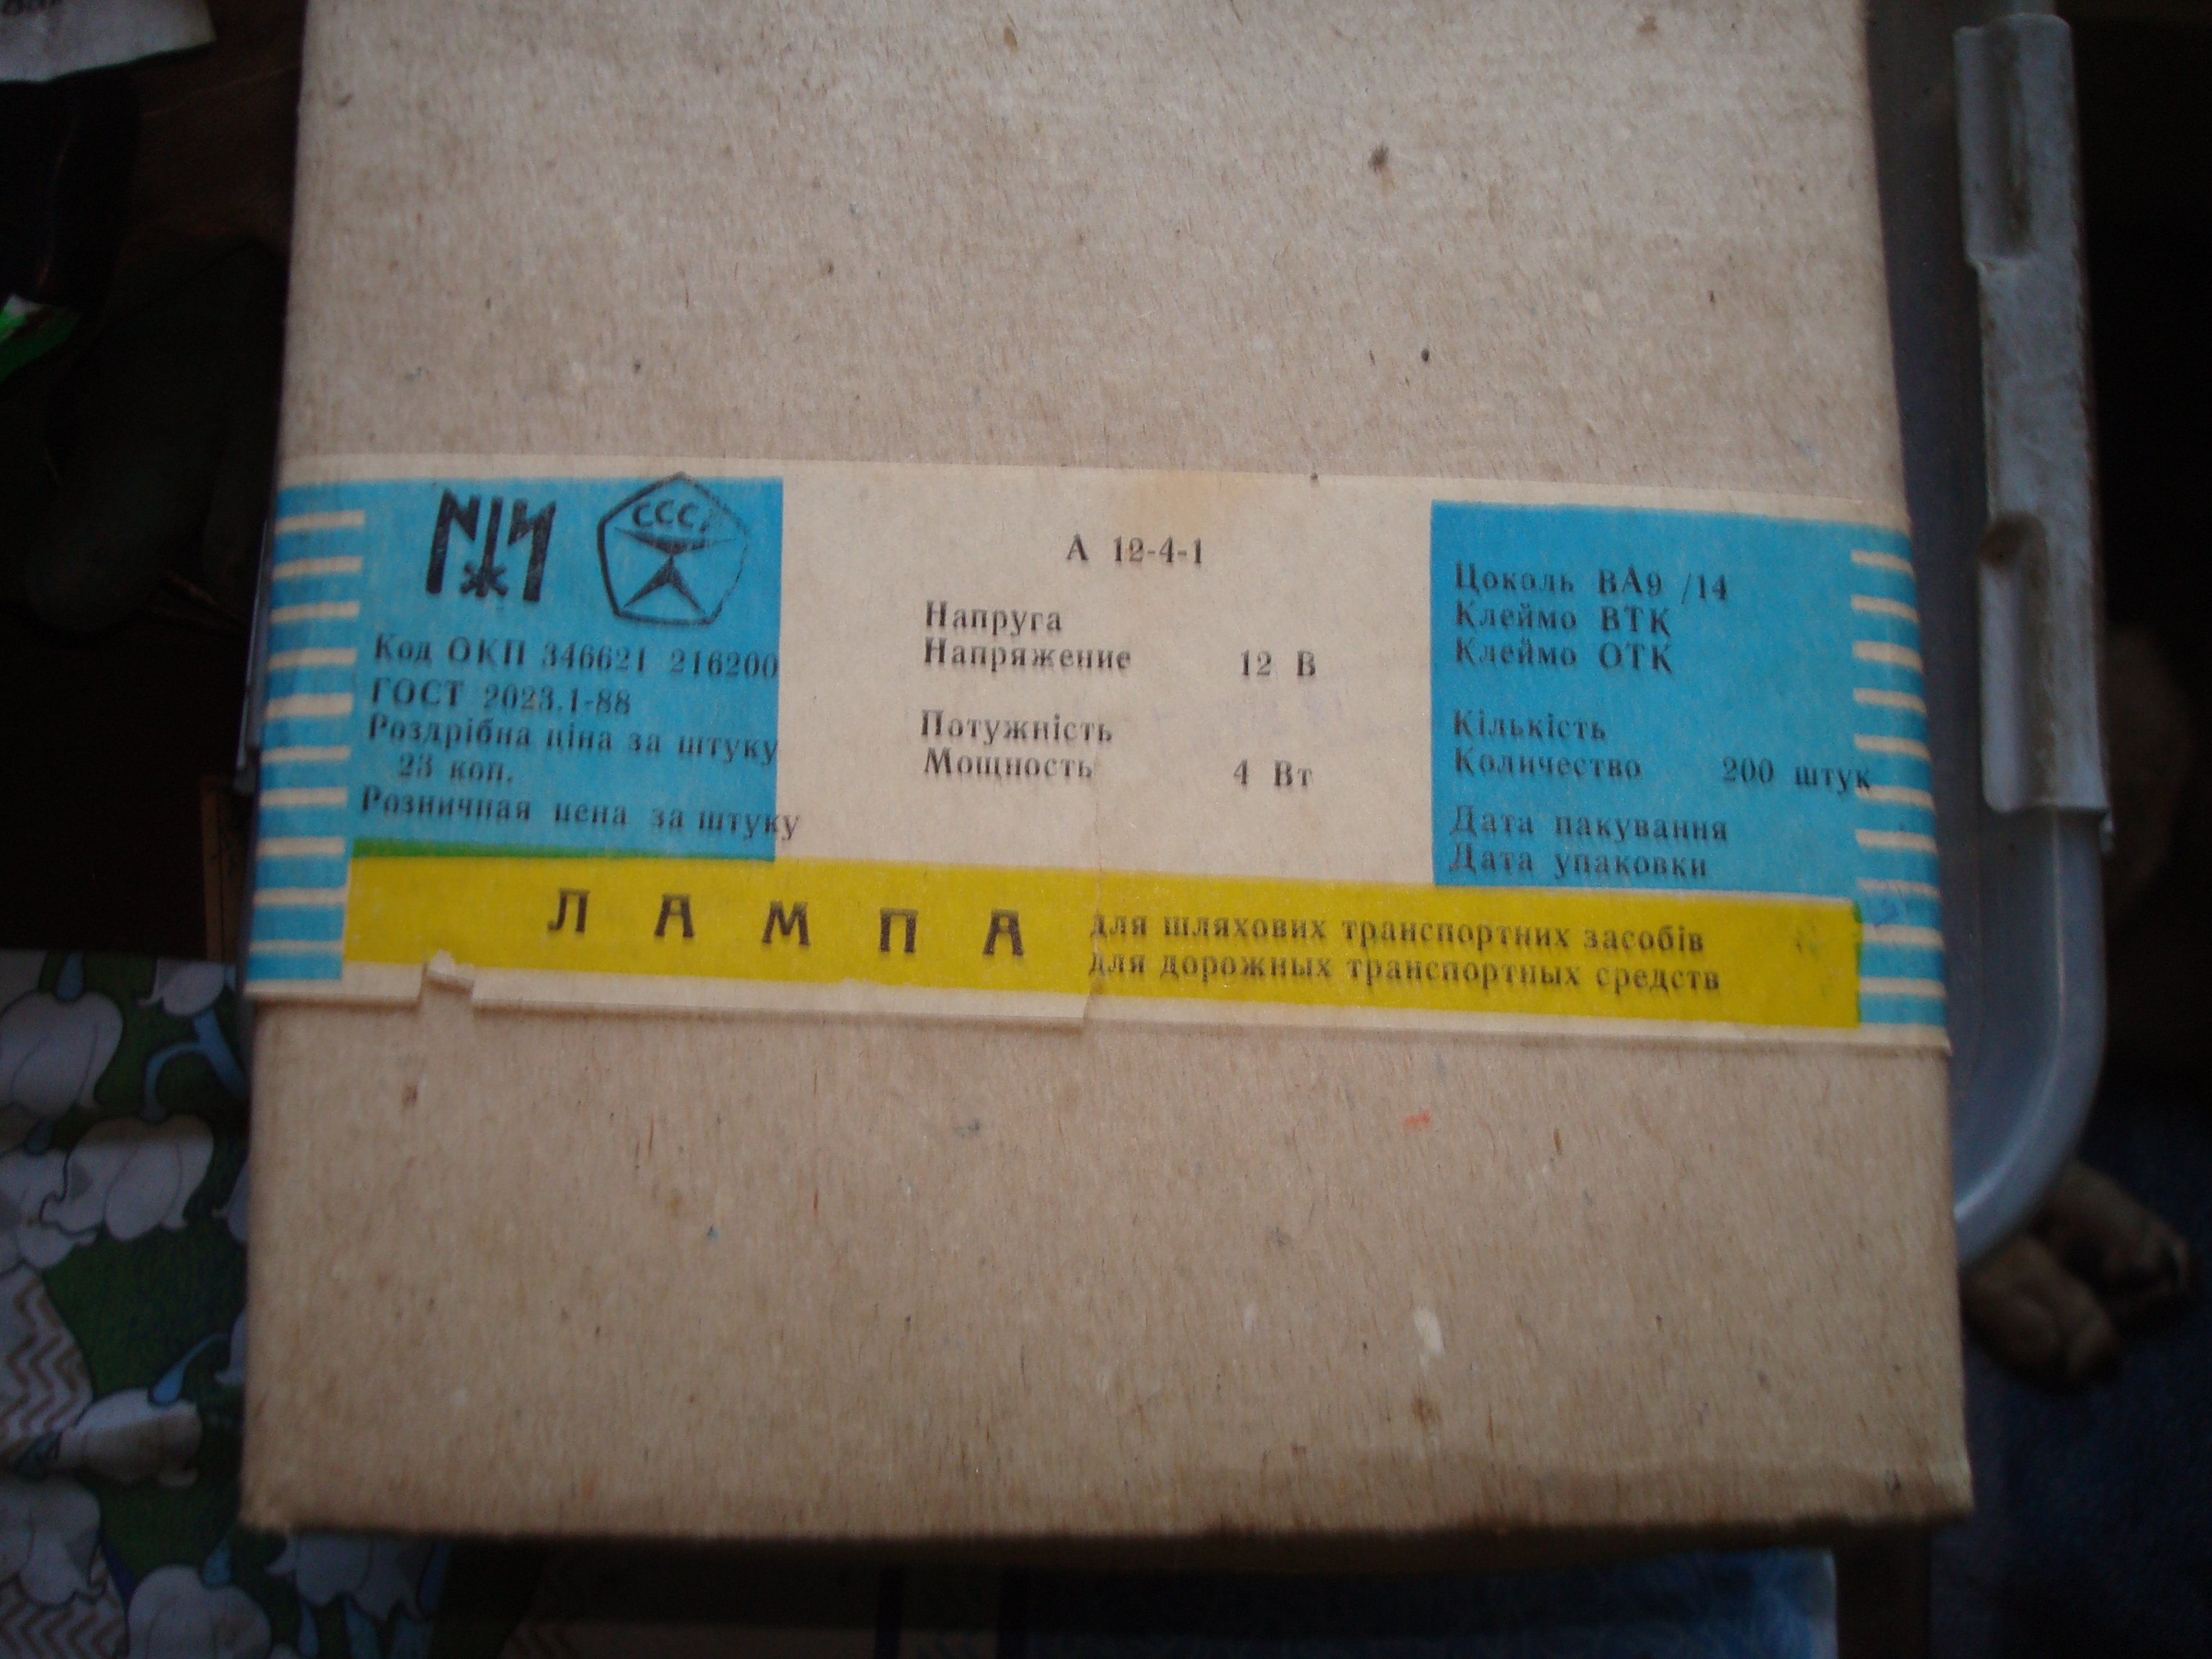 СССР
Код ОКП 346621 216200
ГОСТ 2023.1-88
Роздрібна ціна за штуку
23 коп.
Розничная цена за штуку
А 12-4-1
Напруга
Напряжение 12 В
Потужність
Мощность 4 Вт
Цоколь ВА9 /14
Клеймо ВТК
Клеймо ОТК
Кількість
Количество 200 штук
Дата пакування
Дата упаковки
ЛАМПА
для шляхових транспортних засобів
для дорожных транспортных средств